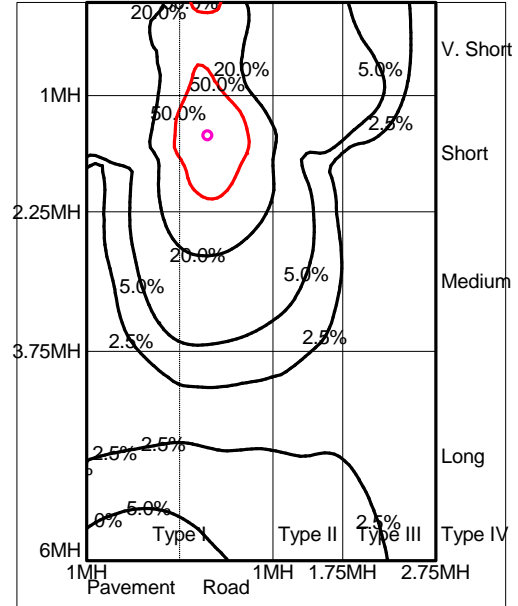 20.0%
V. Short
20.0%
5.0%
50.0%
1MH
50.0%
2.5%
Short
2.25MH
20.0%
5.0%
5.0%
Medium
2.5%
2.5%
3.75MH
2.5%
2.5%
Long
5.0%
0%
2.5%
Type I
Type II
Type III
Type IV
6MH
1MH
1MH
1.75MH
2.75MH
Pavement
Road